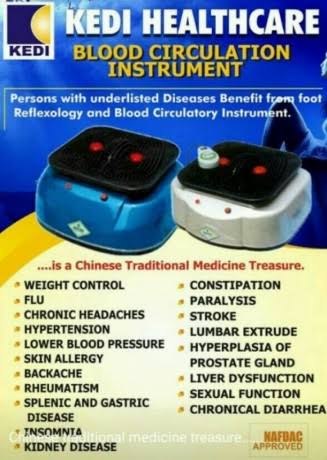 KEDI
KEDI HEALTHCARE
BLOOD CIRCULATION
INSTRUMENT
Persons with underlisted Diseases Benefit from foot
Reflexology and Blood Circulatory Instrument.
....is a Chinese Traditional Medicine Treasure.
WEIGHT CONTROL
FLU
CHRONIC HEADACHES
HYPERTENSION
LOWER BLOOD PRESSURE
SKIN ALLERGY
BACKACHE
RHEUMATISM
SPLENIC AND GASTRIC
DISEASE
INSOMNIA
KIDNEY DISEASE
CONSTIPATION
PARALYSIS
STROKE
LUMBAR EXTRUDE
HYPERPLASIA OF
PROSTATE GLAND
LIVER DYSFUNCTION
SEXUAL FUNCTION
CHRONICAL DIARRHEA
Chinese traditional medicine treasure.....
NAFDAC
APPROVED